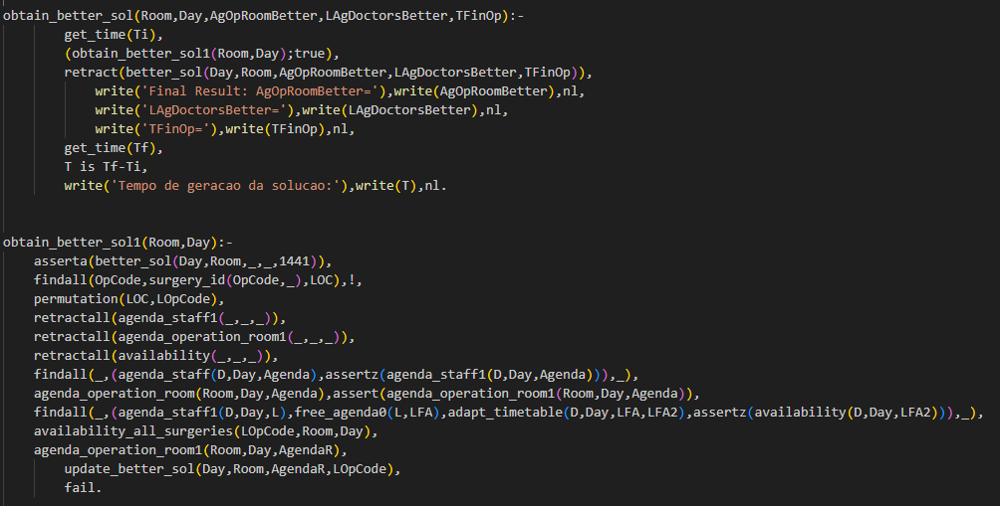 obtain_better_sol(Room,Day,AgOpRoomBetter,LAgDoctorsBetter,TFinOp):-
get_time(Ti),
(obtain_better_sol1(Room,Day);true),
retract(better_sol(Day,Room,AgOpRoomBetter,LAgDoctorsBetter,TFinOp)),
write('Final Result: AgOpRoomBetter='),write(AgOpRoomBetter),nl,
write('LAgDoctorsBetter='),write(LAgDoctorsBetter),nl,
write('TFinOp='),write(TFinOp),nl,
get_time(Tf),
T is Tf-Ti,
write('Tempo de geracao da solucao:'),write(T),nl.
obtain_better_sol1(Room,Day):-
asserta(better_sol(Day,Room,_,_,1441)),
findall(OpCode,surgery_id(OpCode,_),LOC),!,
permutation(LOC,LOpCode),
retractall(agenda_staff1(_,_,_)),
retractall(agenda_operation_room1(_,_,_)),
retractall(availability(_,_,_)),
findall(_,(agenda_staff(D,Day,Agenda),assertz(agenda_staff1(D,Day,Agenda))),_),
agenda_operation_room(Room,Day,Agenda),assert(agenda_operation_room1(Room,Day,Agenda)),
findall(_,(agenda_staff1(D,Day,L),free_agenda0(L,LFA),adapt_timetable(D,Day,LFA,LFA2),assertz(availability(D,Day,LFA2))),_),
availability_all_surgeries(LOpCode,Room,Day),
agenda_operation_room1(Room,Day,AgendaR),
update_better_sol(Day,Room,AgendaR,LOpCode),
fail.